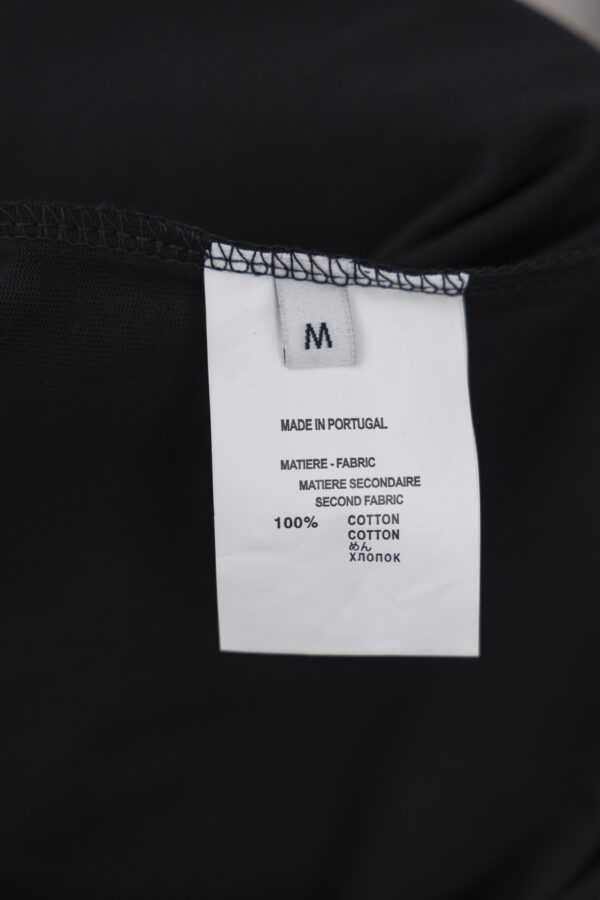 M
MADE IN PORTUGAL
MATIERE - FABRIC
MATIERE SECONDAIRE
SECOND FABRIC
100% COTTON
COTTON
めん
хлопок